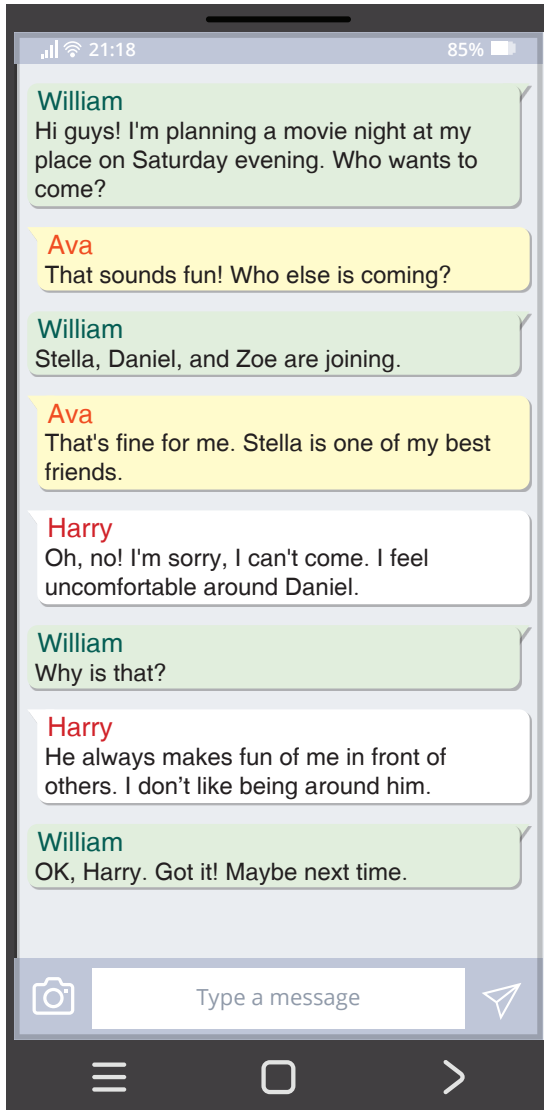 21:18
85%
William
Hi guys! I'm planning a movie night at my
place on Saturday evening. Who wants to
come?
Ava
That sounds fun! Who else is coming?
William
Stella, Daniel, and Zoe are joining.
Ava
That's fine for me. Stella is one of my best
friends.
Harry
Oh, no! I'm sorry, I can't come. I feel
uncomfortable around Daniel.
William
Why is that?
Harry
He always makes fun of me in front of
others. I don’t like being around him.
William
OK, Harry. Got it! Maybe next time.
Type a message